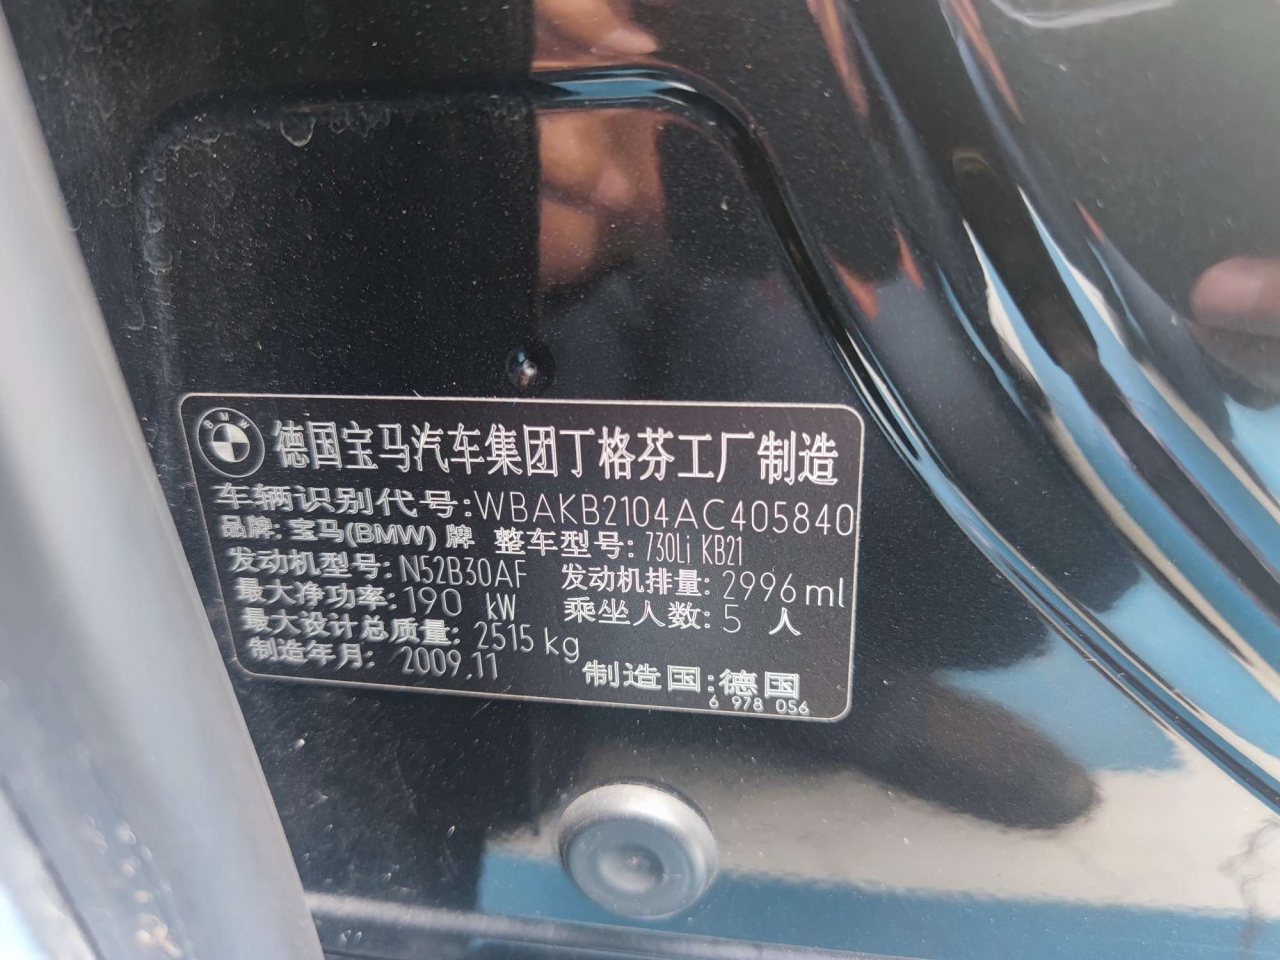 BMW
德国宝马汽车集团丁格芬工厂制造
车辆识别代号:WBAKB2104AC405840
品牌:宝马(BMW)牌 整车型号:730Li KB21
发动机型号:N52B30AF 发动机排量:2996ml
最大净功率:190 kW 乘坐人数:5 人
最大设计总质量:2515kg
制造年月:2009.11 制造国:德国
6 978 056